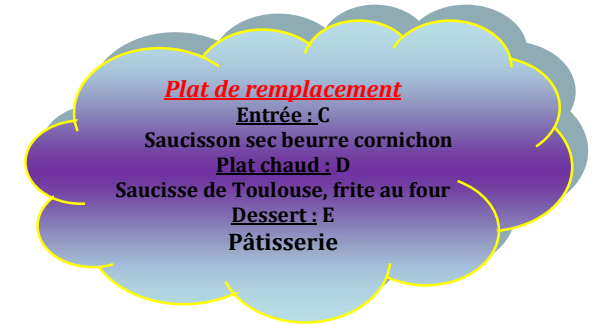 Plat de remplacement
Entrée : C
Saucisson sec beurre cornichon
Plat chaud : D
Saucisse de Toulouse, frite au four
Dessert : E
Pâtisserie